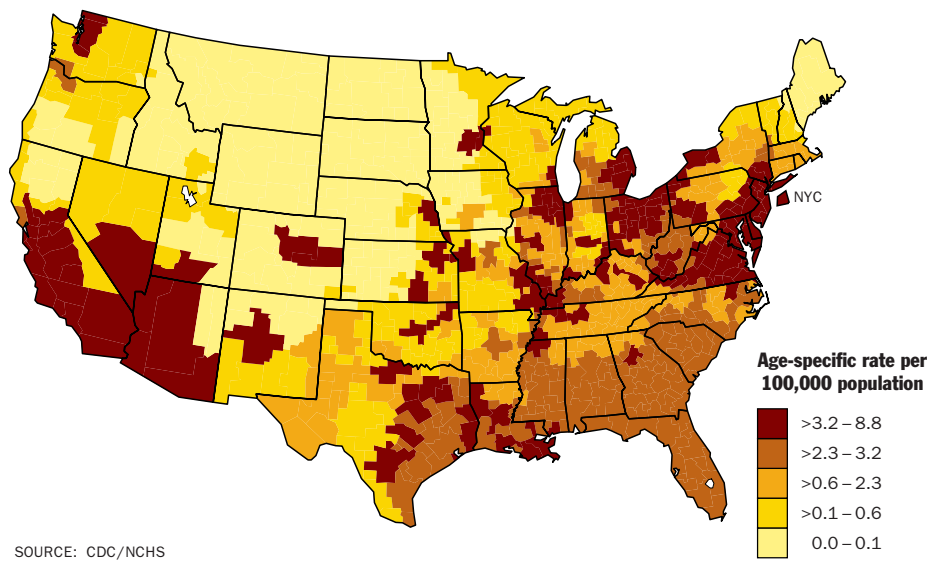 NYC
Age-specific rate per
100,000 population
>3.2 – 8.8
>2.3 – 3.2
>0.6 – 2.3
>0.1 – 0.6
0.0 – 0.1
SOURCE: CDC/NCHS